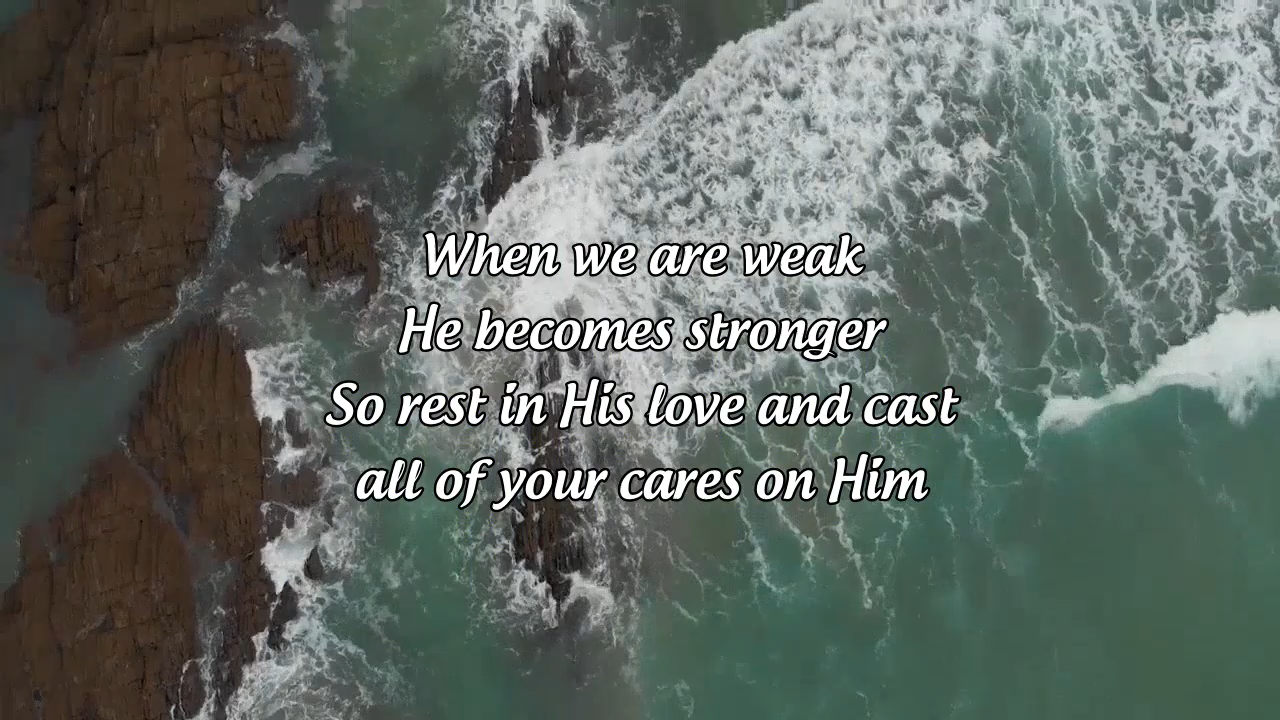 When we are weak
He becomes stronger
So rest in His love and cast
all of your cares on Him